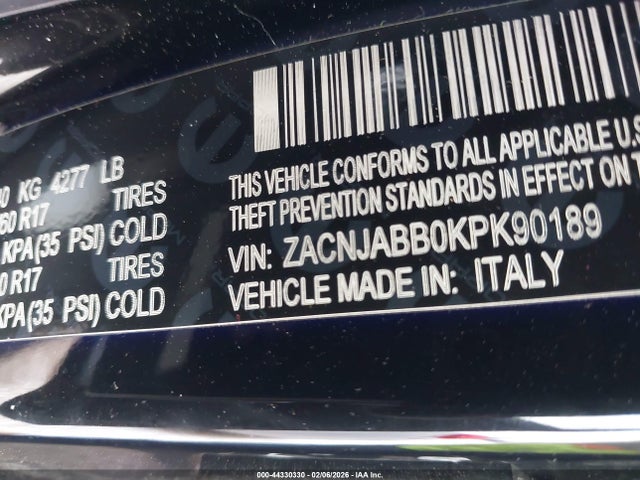 0 KG 4277 LB
60 R17 TIRES
KPA (35 PSI) COLD
0 R17 TIRES
KPA (35 PSI) COLD
THIS VEHICLE CONFORMS TO ALL APPLICABLE U.S
THEFT PREVENTION STANDARDS IN EFFECT ON
VIN: ZACNJABB0KPK90189
VEHICLE MADE IN: ITALY
000-44330330 - 02/06/2026 - COPYRIGHT IAA, LLC.